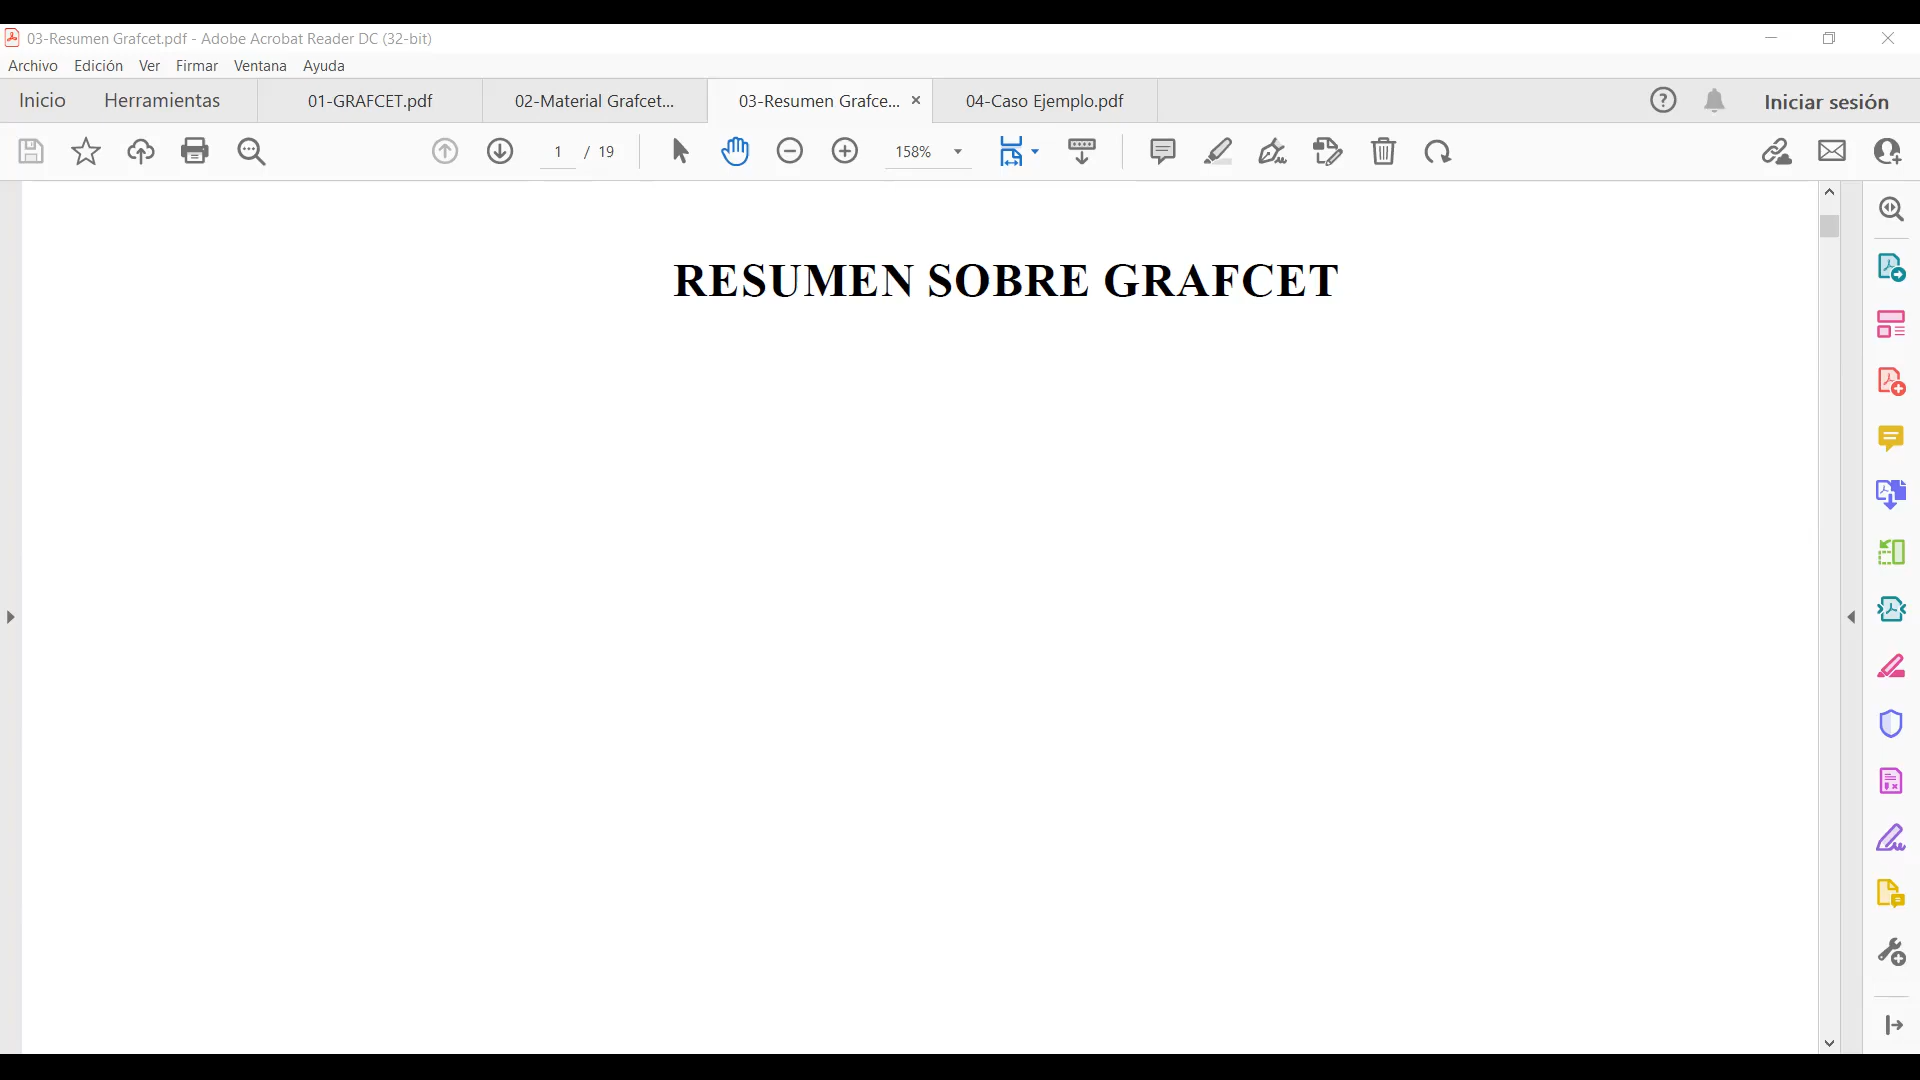 03-Resumen Grafcet.pdf - Adobe Acrobat Reader DC (32-bit)
Archivo Edición Ver Firmar Ventana Ayuda
Inicio Herramientas 01-GRAFCET.pdf 02-Material Grafcet... 03-Resumen Grafce... × 04-Caso Ejemplo.pdf Iniciar sesión
1 / 19 158%
RESUMEN SOBRE GRAFCET